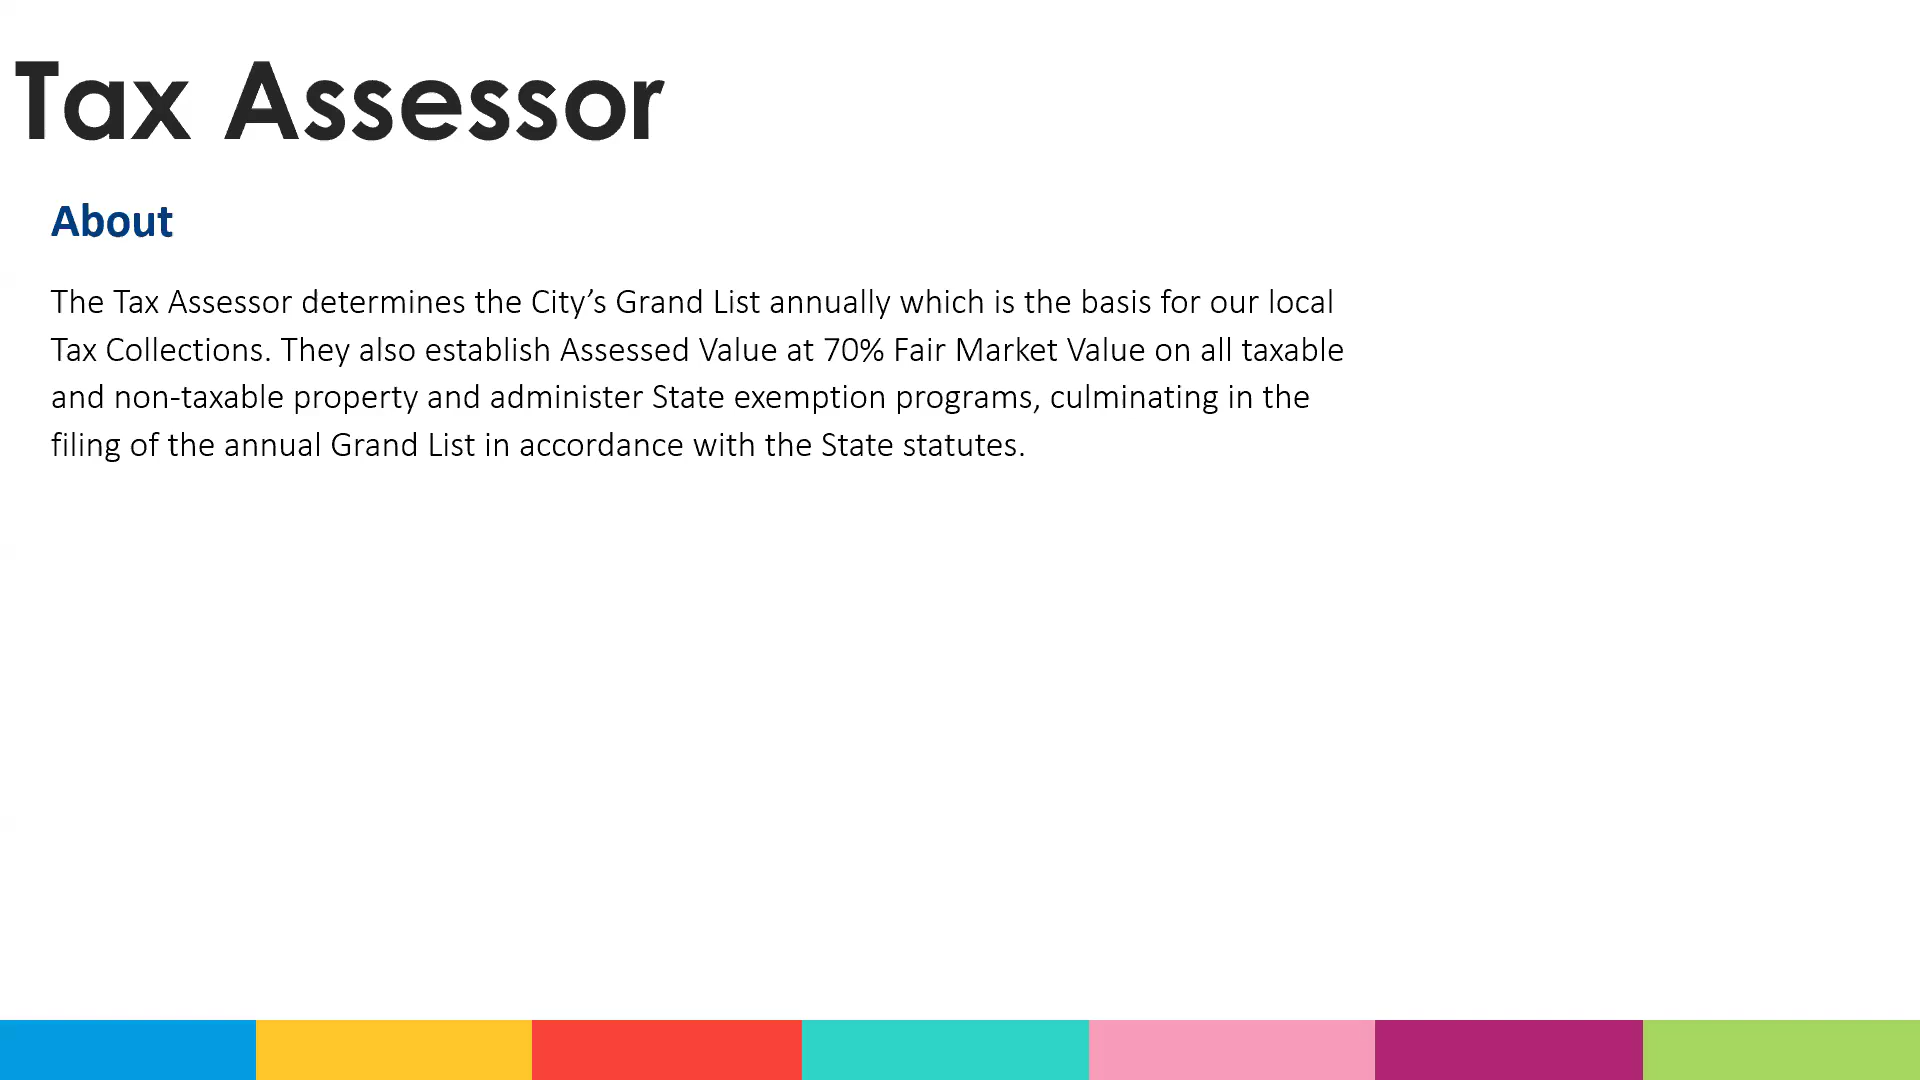 Tax Assessor
About
The Tax Assessor determines the City’s Grand List annually which is the basis for our local
Tax Collections. They also establish Assessed Value at 70% Fair Market Value on all taxable
and non-taxable property and administer State exemption programs, culminating in the
filing of the annual Grand List in accordance with the State statutes.